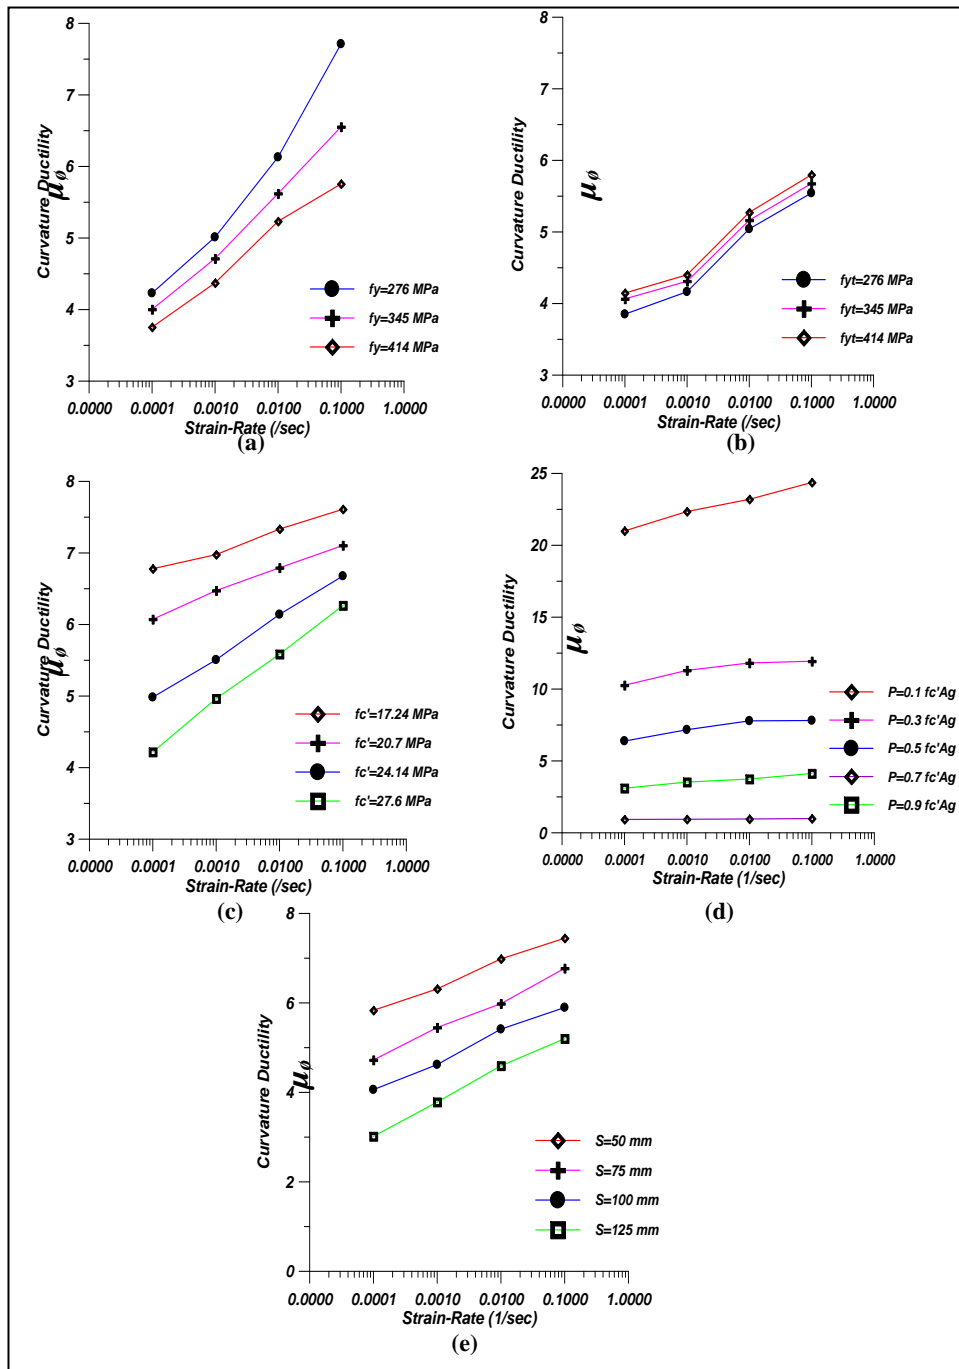 8
7
6
5
4
3
Curvature Ductility
μø
fy=276 MPa
fy=345 MPa
fy=414 MPa
0.0000 0.0001 0.0010 0.0100 0.1000 1.0000
Strain-Rate (/sec)
(a)
8
7
6
5
4
3
Curvature Ductility
μø
fyt=276 MPa
fyt=345 MPa
fyt=414 MPa
0.0000 0.0001 0.0010 0.0100 0.1000 1.0000
Strain-Rate (/sec)
(b)
8
7
6
5
4
3
Curvature Ductility
μø
fc'=17.24 MPa
fc'=20.7 MPa
fc'=24.14 MPa
fc'=27.6 MPa
0.0000 0.0001 0.0010 0.0100 0.1000 1.0000
Strain-Rate (/sec)
(c)
25
20
15
10
5
0
Curvature Ductility
μø
P=0.1 fc'Ag
P=0.3 fc'Ag
P=0.5 fc'Ag
P=0.7 fc'Ag
P=0.9 fc'Ag
0.0000 0.0001 0.0010 0.0100 0.1000 1.0000
Strain-Rate (1/sec)
(d)
8
6
4
2
0
Curvature Ductility
μø
S=50 mm
S=75 mm
S=100 mm
S=125 mm
0.0000 0.0001 0.0010 0.0100 0.1000 1.0000
Strain-Rate (1/sec)
(e)